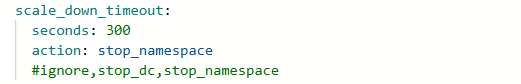 scale_down_timeout:
  seconds: 300
  action: stop_namespace
  #ignore,stop_dc,stop_namespace